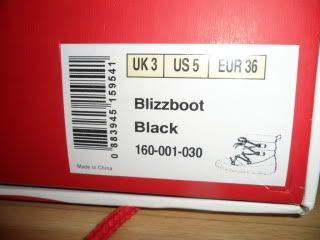 UK 3 US 5 EUR 36
Blizzboot
Black
160-001-030
0 883945 159541
Made in China